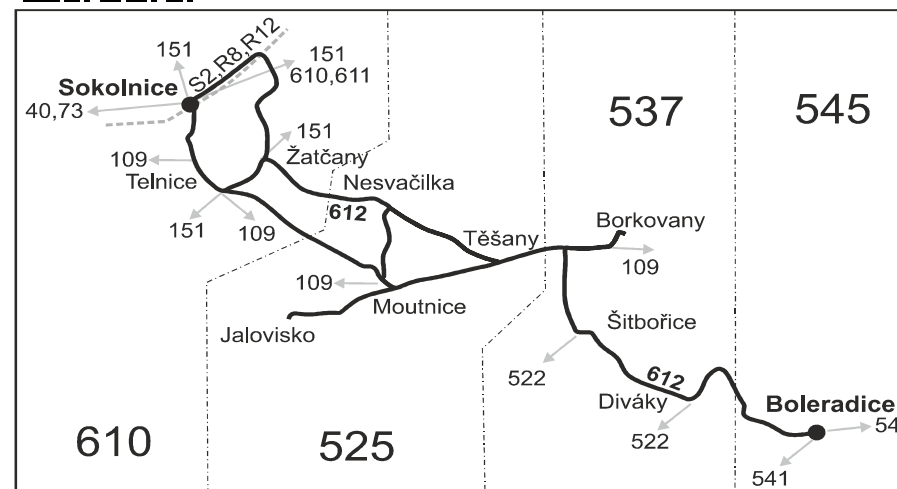 151
S2,R8,R12
151
610,611
Sokolnice
40,73
537
545
151
109
Žatčany
Telnice
Nesvačilka
612
151
109
Těšany
Borkovany
109
109
Moutnice
Jalovisko
Šitbořice
522
612
Diváky
Boleradice
522
54
541
610
525